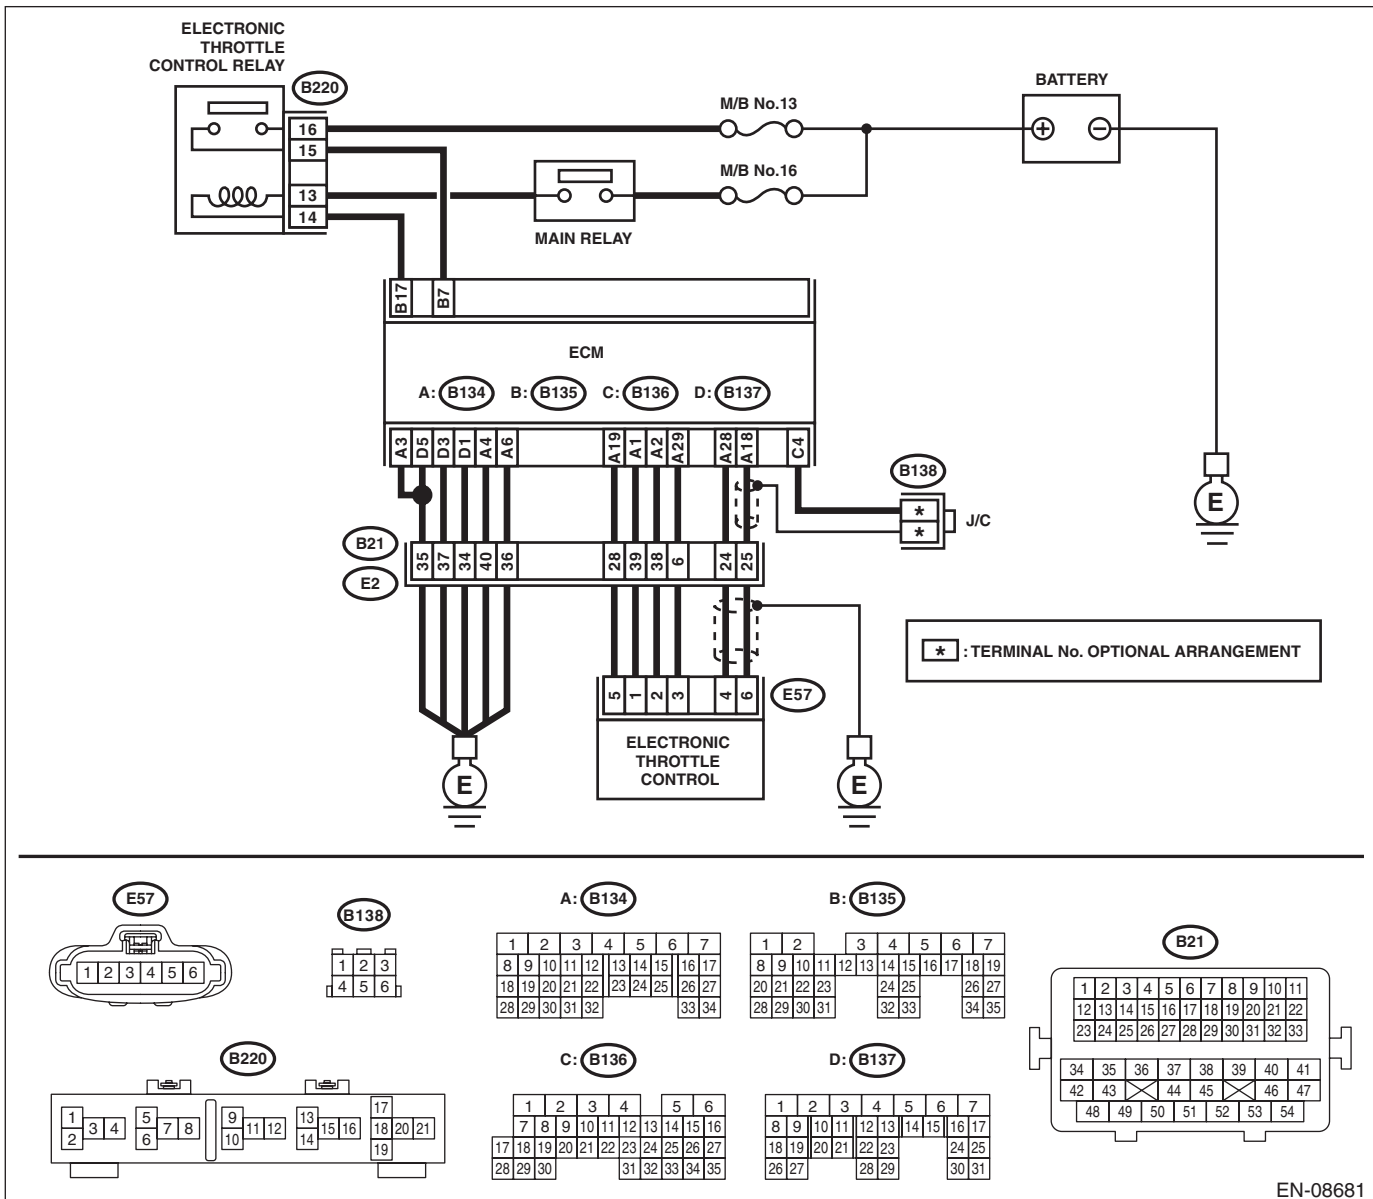 ELECTRONIC
THROTTLE
CONTROL RELAY
B220
16
15
13
14
M/B No.13
M/B No.16
MAIN RELAY
BATTERY
+ −
B17 B7
ECM
A: B134 B: B135 C: B136 D: B137
A3 D5 D3 D1 A4 A6 A19 A1 A2 A29 A28 A18 C4
B138
*
*
J/C
E
B21
E2
35 37 34 40 36 28 39 38 6 24 25
* : TERMINAL No. OPTIONAL ARRANGEMENT
5 1 2 3 4 6
E57
ELECTRONIC
THROTTLE
CONTROL
E
E
E57
1 2 3 4 5 6
B138
1 2 3
4 5 6
A: B134
1 2 3 4 5 6 7
8 9 10 11 12 13 14 15 16 17
18 19 20 21 22 23 24 25 26 27
28 29 30 31 32 33 34
B: B135
1 2 3 4 5 6 7
8 9 10 11 12 13 14 15 16 17 18 19
20 21 22 23 24 25 26 27
28 29 30 31 32 33 34 35
B21
1 2 3 4 5 6 7 8 9 10 11
12 13 14 15 16 17 18 19 20 21 22
23 24 25 26 27 28 29 30 31 32 33
34 35 36 37 38 39 40 41
42 43 44 45 46 47
48 49 50 51 52 53 54
B220
1 2 3 4
5 6 7 8
9 10 11 12
13 14 15 16
17 18 19 20 21
C: B136
1 2 3 4 5 6
7 8 9 10 11 12 13 14 15 16
17 18 19 20 21 22 23 24 25 26 27
28 29 30 31 32 33 34 35
D: B137
1 2 3 4 5 6 7
8 9 10 11 12 13 14 15 16 17
18 19 20 21 22 23 24 25
26 27 28 29 30 31
EN-08681